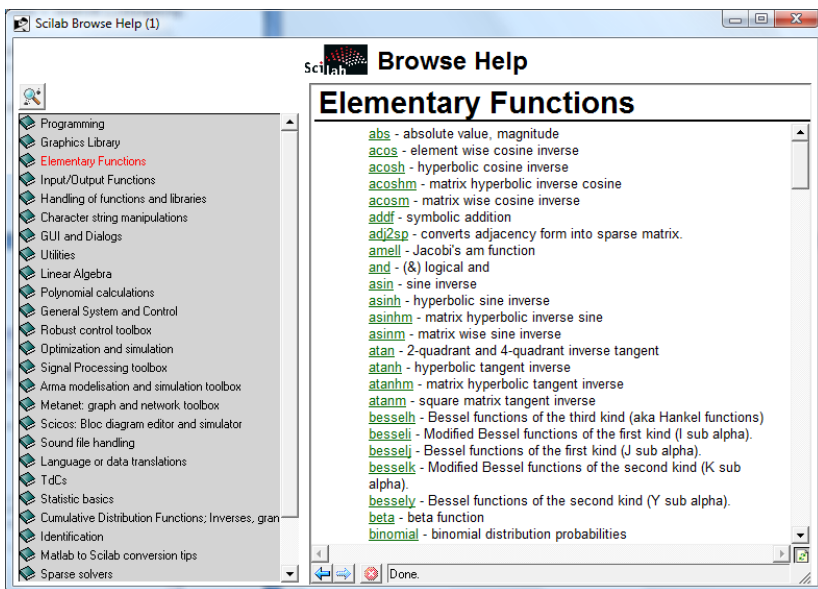 Scilab Browse Help (1)
Scilab
Browse Help
Programming
Graphics Library
Elementary Functions
Input/Output Functions
Handling of functions and libraries
Character string manipulations
GUI and Dialogs
Utilities
Linear Algebra
Polynomial calculations
General System and Control
Robust control toolbox
Optimization and simulation
Signal Processing toolbox
Arma modelisation and simulation toolbox
Metanet: graph and network toolbox
Scicos: Bloc diagram editor and simulator
Sound file handling
Language or data translations
TdCs
Statistic basics
Cumulative Distribution Functions; Inverses, gran
Identification
Matlab to Scilab conversion tips
Sparse solvers
Elementary Functions
abs - absolute value, magnitude
acos - element wise cosine inverse
acosh - hyperbolic cosine inverse
acoshm - matrix hyperbolic inverse cosine
acosm - matrix wise cosine inverse
addf - symbolic addition
adj2sp - converts adjacency form into sparse matrix.
amell - Jacobi's am function
and - (&) logical and
asin - sine inverse
asinh - hyperbolic sine inverse
asinhm - matrix hyperbolic inverse sine
asinm - matrix wise sine inverse
atan - 2-quadrant and 4-quadrant inverse tangent
atanh - hyperbolic tangent inverse
atanhm - matrix hyperbolic tangent inverse
atanm - square matrix tangent inverse
besselh - Bessel functions of the third kind (aka Hankel functions)
besseli - Modified Bessel functions of the first kind (I sub alpha).
besselj - Bessel functions of the first kind (J sub alpha).
besselk - Modified Bessel functions of the second kind (K sub
alpha).
bessely - Bessel functions of the second kind (Y sub alpha).
beta - beta function
binomial - binomial distribution probabilities
Done.